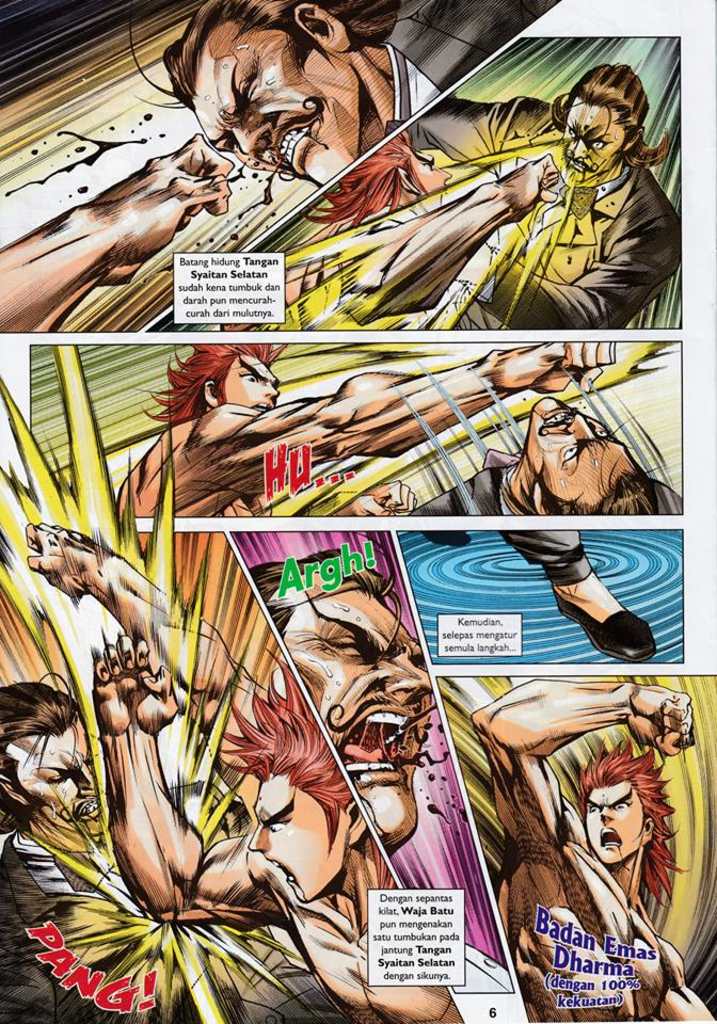 Batang hidung Tangan
Syaitan Selatan
sudah kena tumbuk dan
darah pun mencurah-
curah dari mulutnya.
HU...
Argh!
Kemudian,
selepas mengatur
semula langkah...
PANG!
Dengan sepantas
kilat, Waja Batu
pun mengenakan
satu tumbukan pada
jantung Tangan
Syaitan Selatan
dengan sikunya.
Badan Emas
Dharma
(dengan 100%
kekuatan)
6